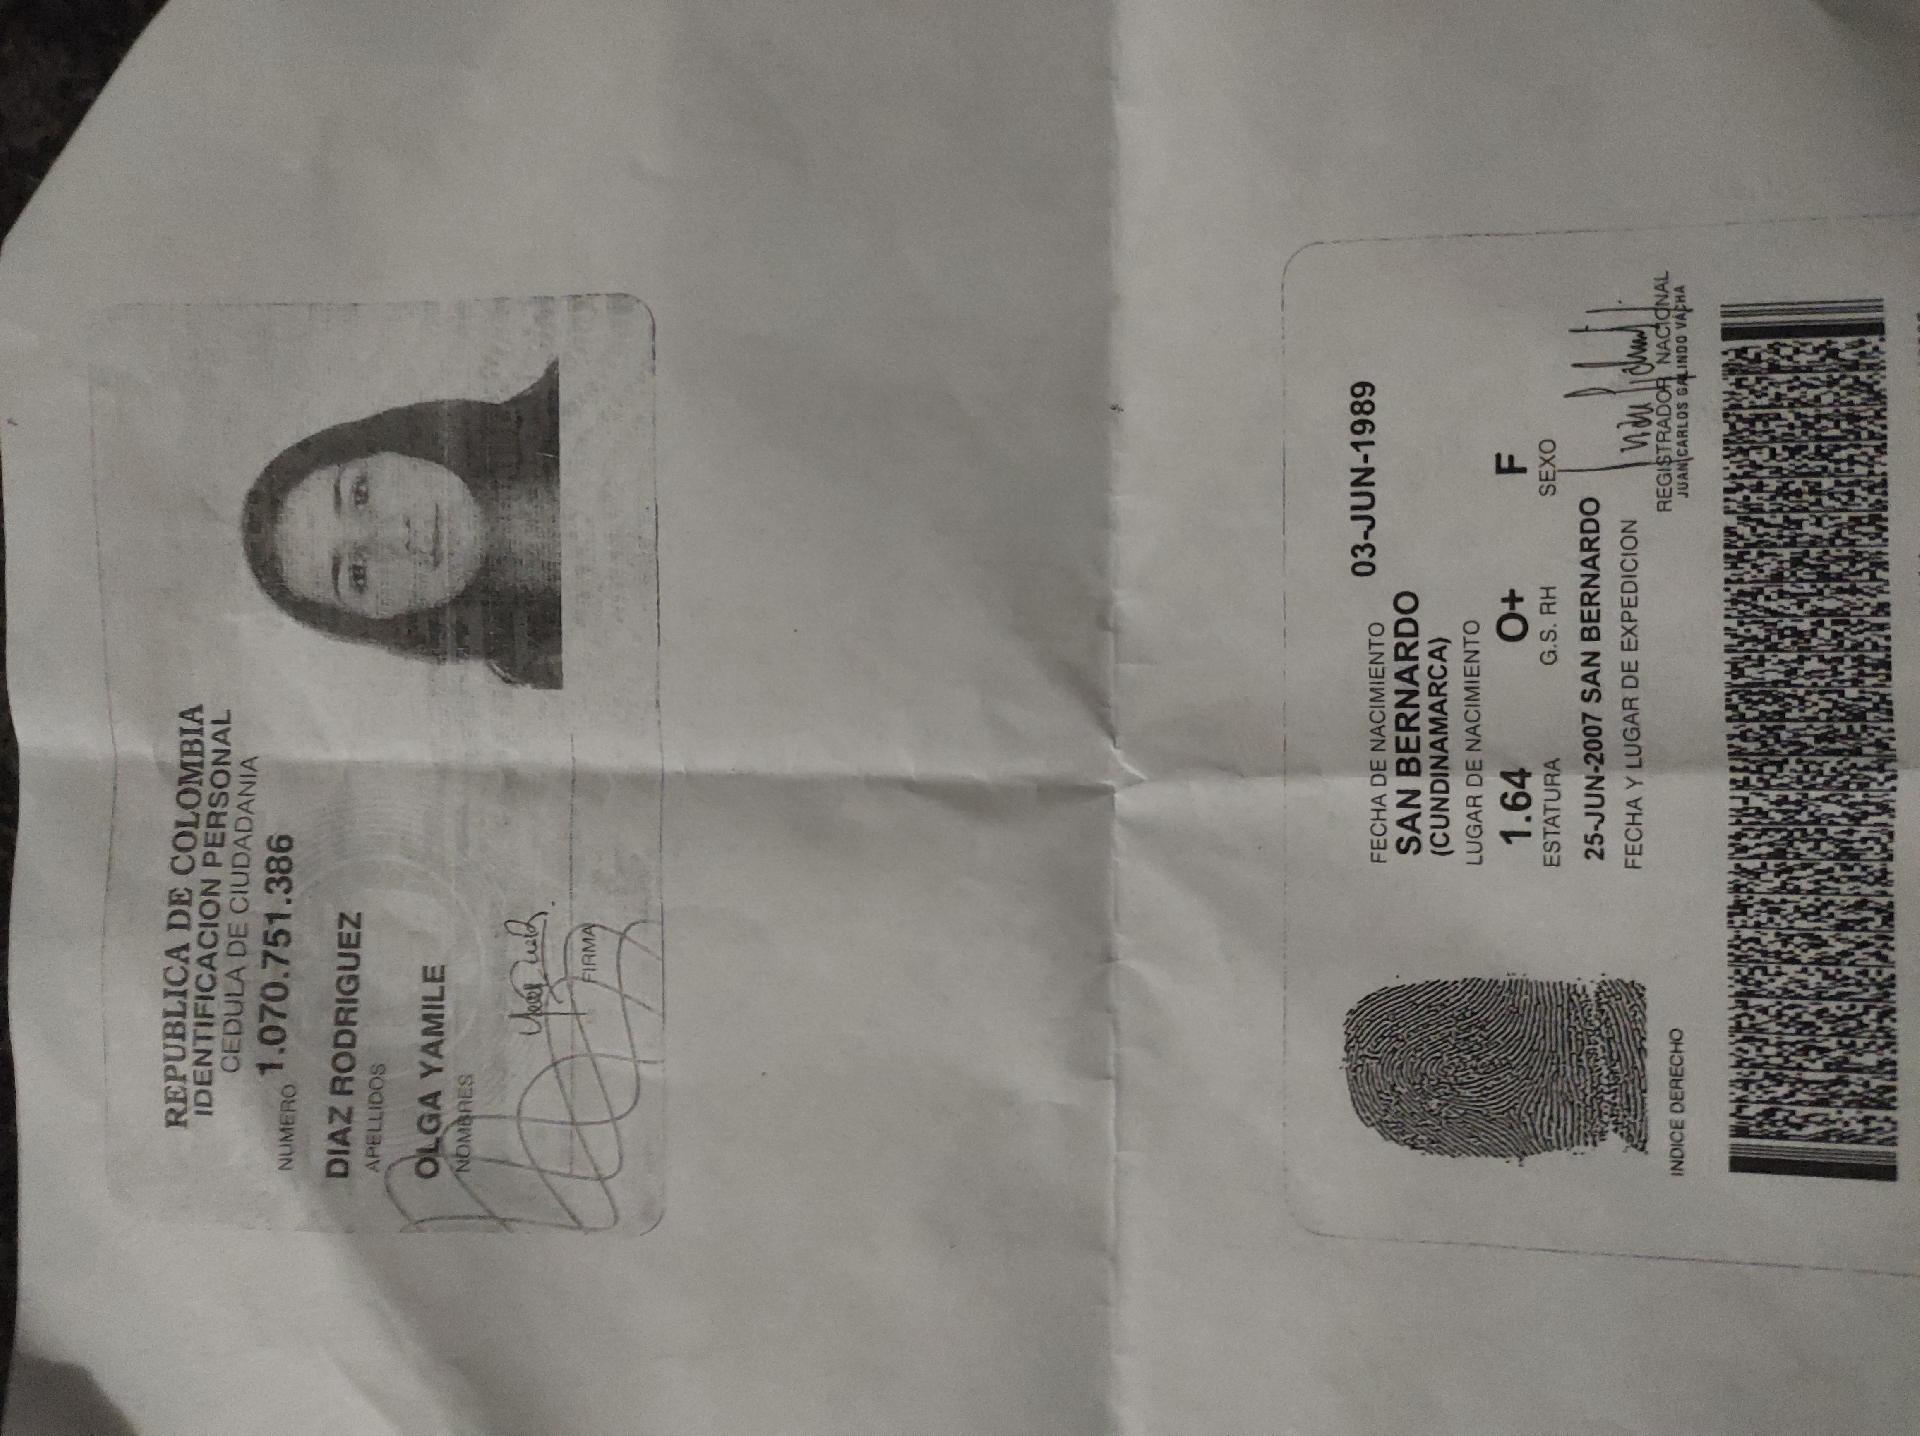 REPUBLICA DE COLOMBIA
IDENTIFICACION PERSONAL
CEDULA DE CIUDADANIA
NUMERO 1.070.751.386
DIAZ RODRIGUEZ
APELLIDOS
OLGA YAMILE
NOMBRES
FIRMA
FECHA DE NACIMIENTO 03-JUN-1989
SAN BERNARDO
(CUNDINAMARCA)
LUGAR DE NACIMIENTO
1.64 O+ F
ESTATURA G.S. RH SEXO
25-JUN-2007 SAN BERNARDO
FECHA Y LUGAR DE EXPEDICION
INDICE DERECHO
REGISTRADOR NACIONAL
JUAN CARLOS GALINDO VACHA